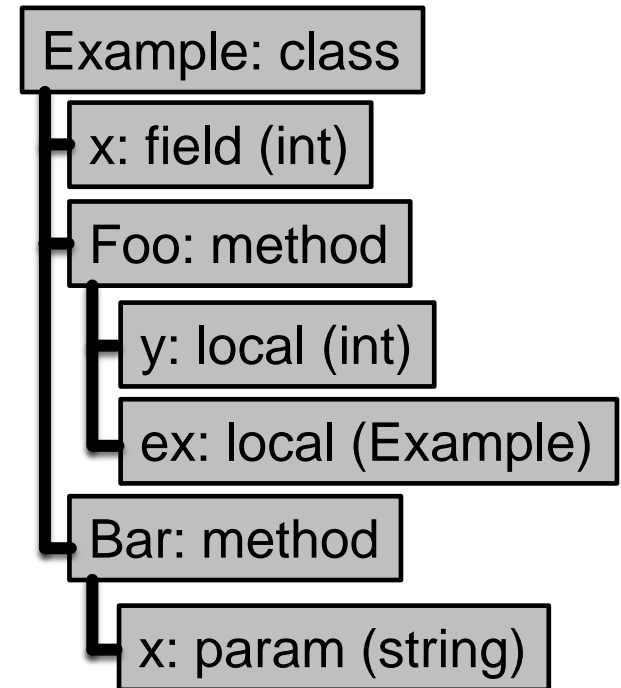 Example: class
x: field (int)
Foo: method
y: local (int)
ex: local (Example)
Bar: method
x: param (string)